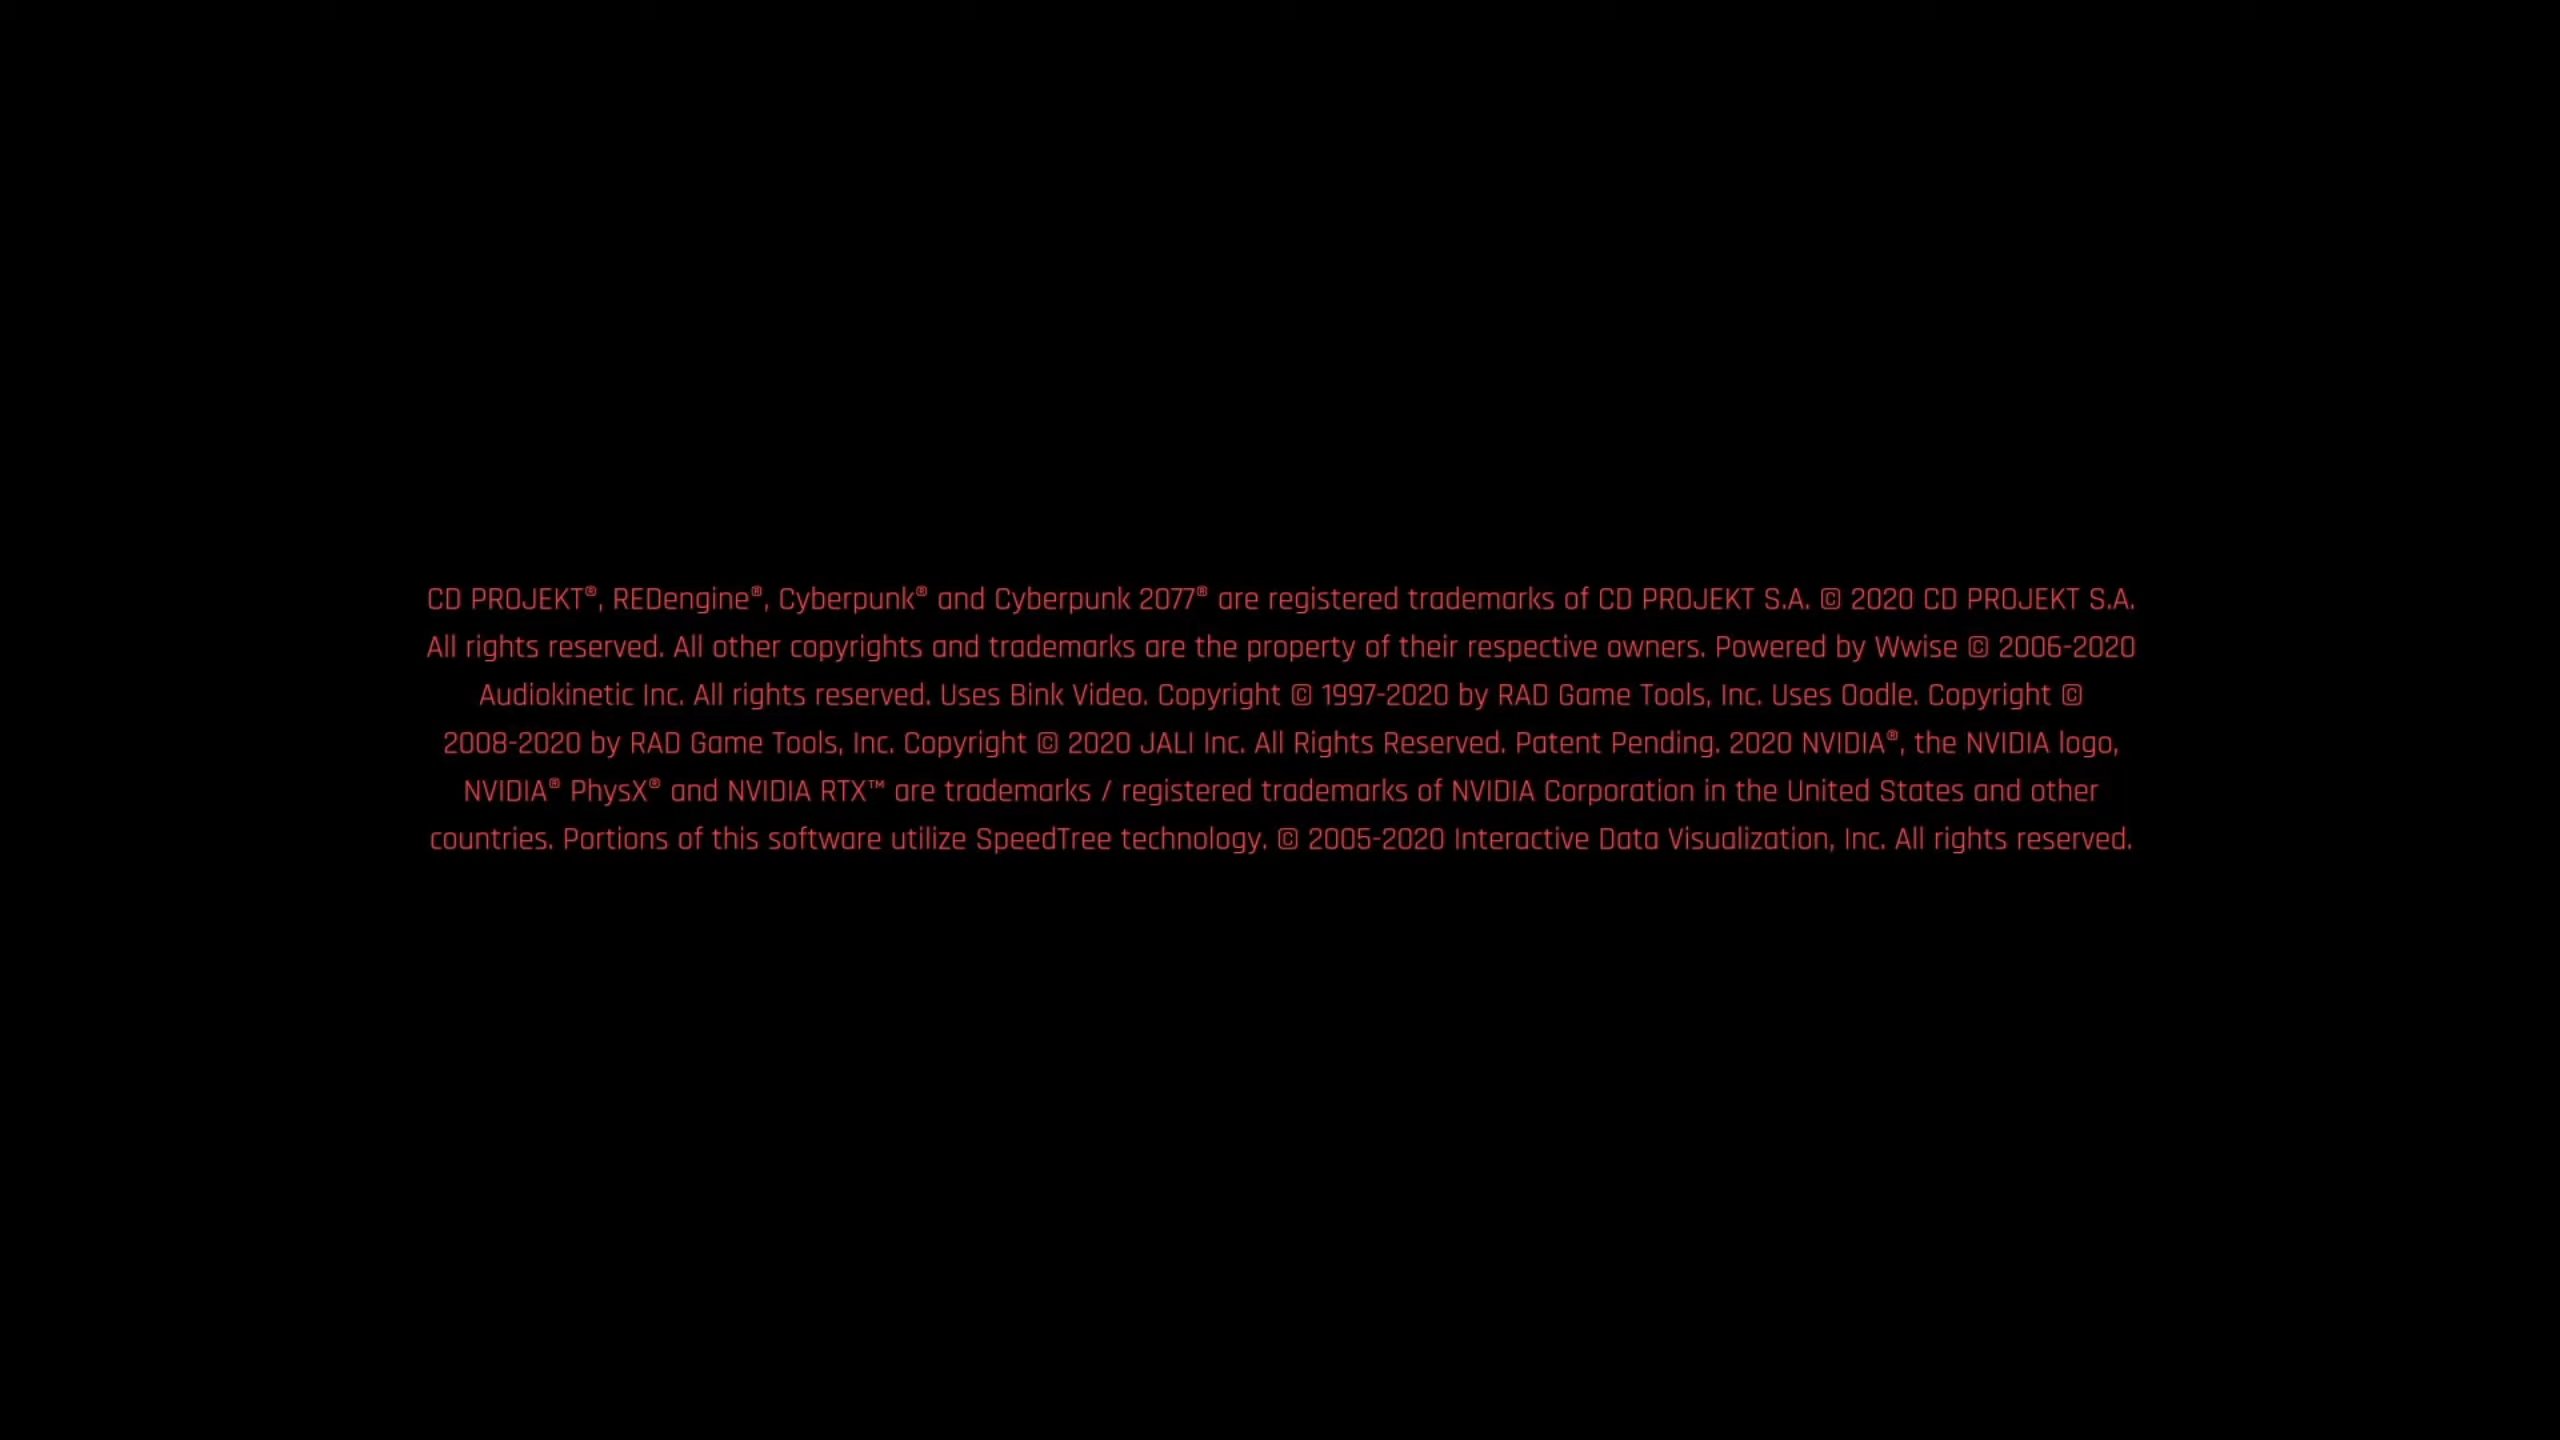 CD PROJEKT®, REDengine®, Cyberpunk® and Cyberpunk 2077® are registered trademarks of CD PROJEKT S.A. © 2020 CD PROJEKT S.A.
All rights reserved. All other copyrights and trademarks are the property of their respective owners. Powered by Wwise © 2006-2020
Audiokinetic Inc. All rights reserved. Uses Bink Video. Copyright © 1997-2020 by RAD Game Tools, Inc. Uses Oodle. Copyright ©
2008-2020 by RAD Game Tools, Inc. Copyright © 2020 JALI Inc. All Rights Reserved. Patent Pending. 2020 NVIDIA®, the NVIDIA logo,
NVIDIA® PhysX® and NVIDIA RTX™ are trademarks / registered trademarks of NVIDIA Corporation in the United States and other
countries. Portions of this software utilize SpeedTree technology. © 2005-2020 Interactive Data Visualization, Inc. All rights reserved.